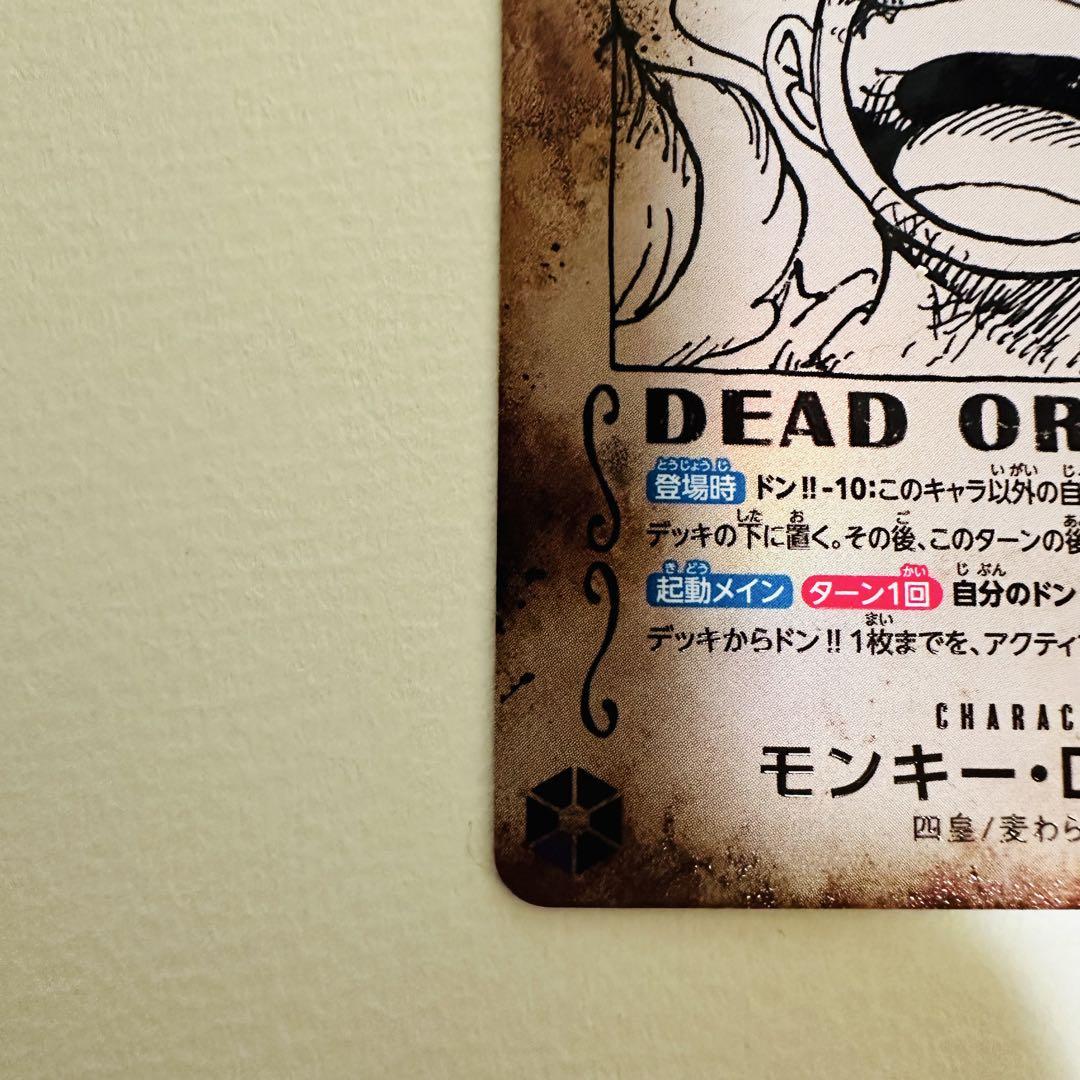 1
DEAD OR
登場時 ドン!!-10:このキャラ以外の自
デッキの下に置く。その後、このターンの後
起動メイン ターン1回 自分のドン
デッキからドン!!1枚までを、アクティ
CHARAC
モンキー・D
四皇/麦わら